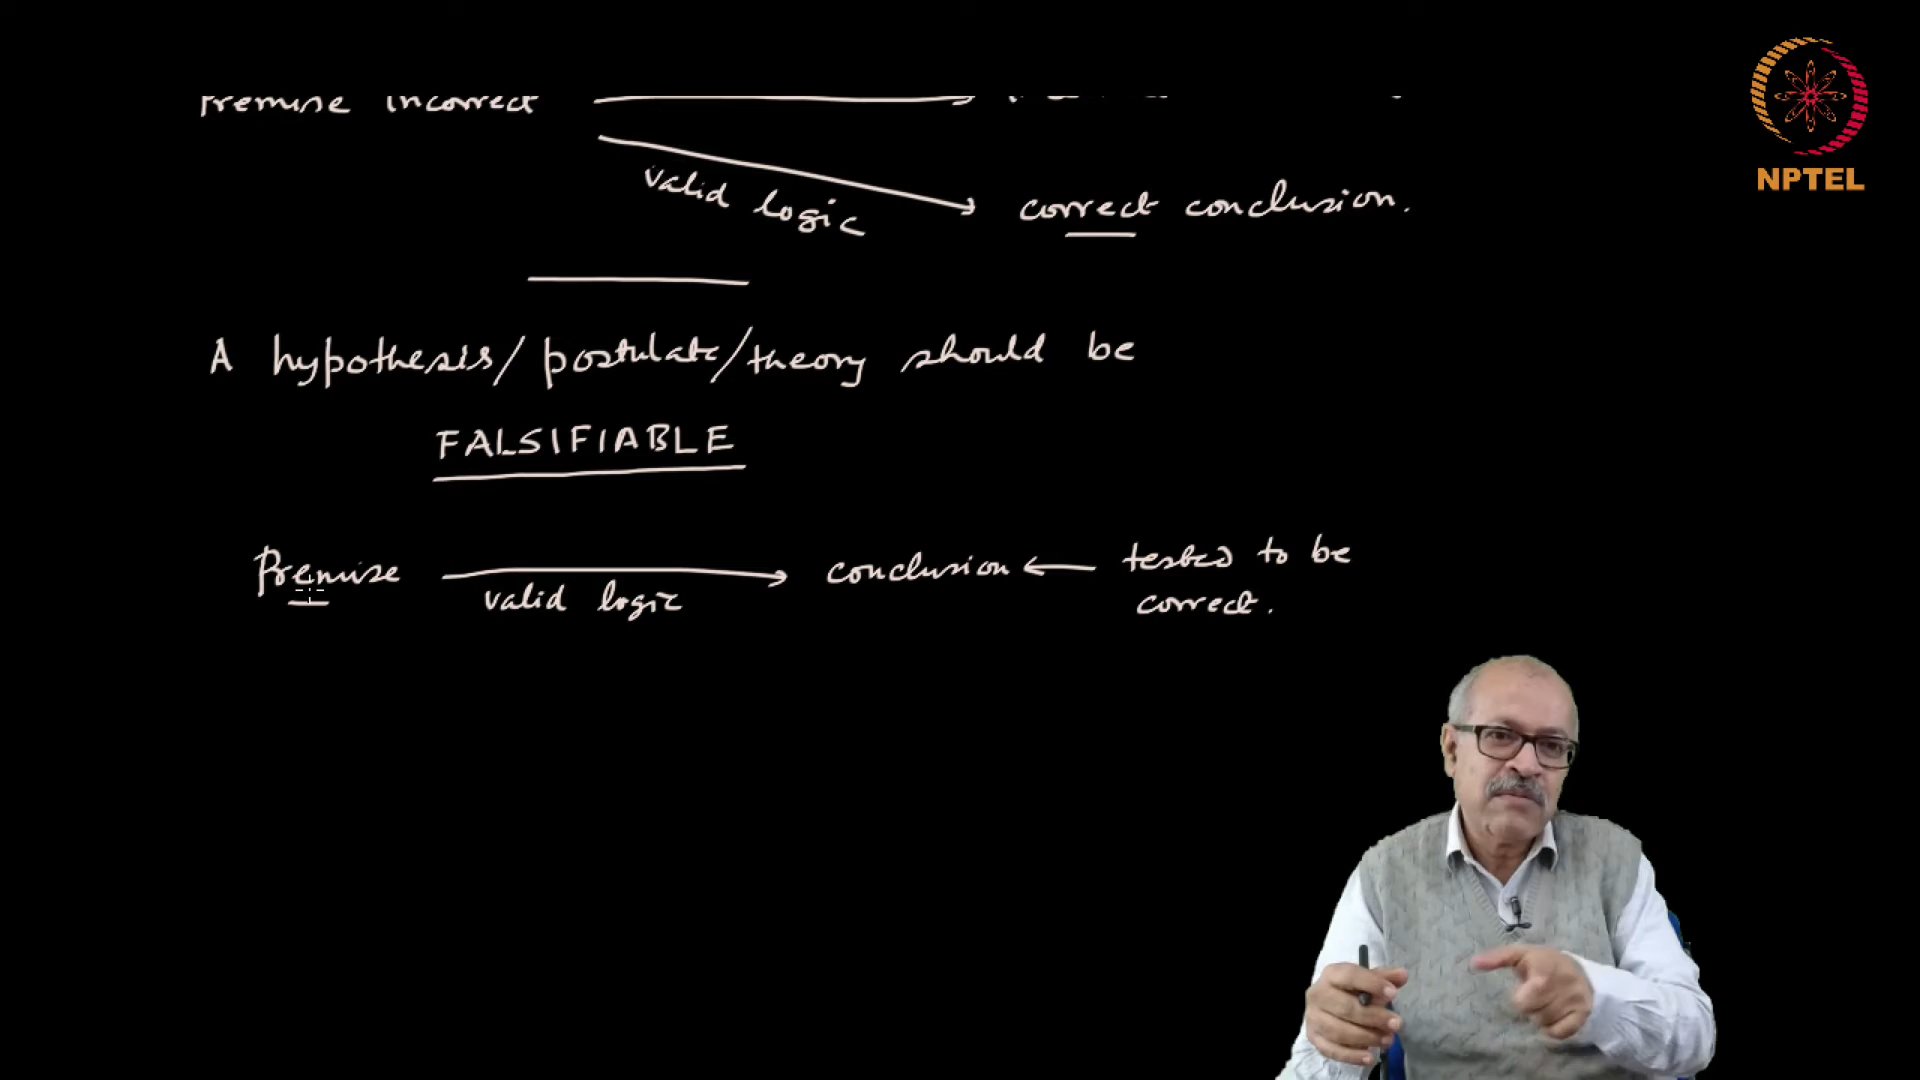 Premise incorrect
valid logic
correct conclusion.
A hypothesis/postulate/theory should be
FALSIFIABLE
Premise
valid logic
conclusion
tested to be
correct.
NPTEL